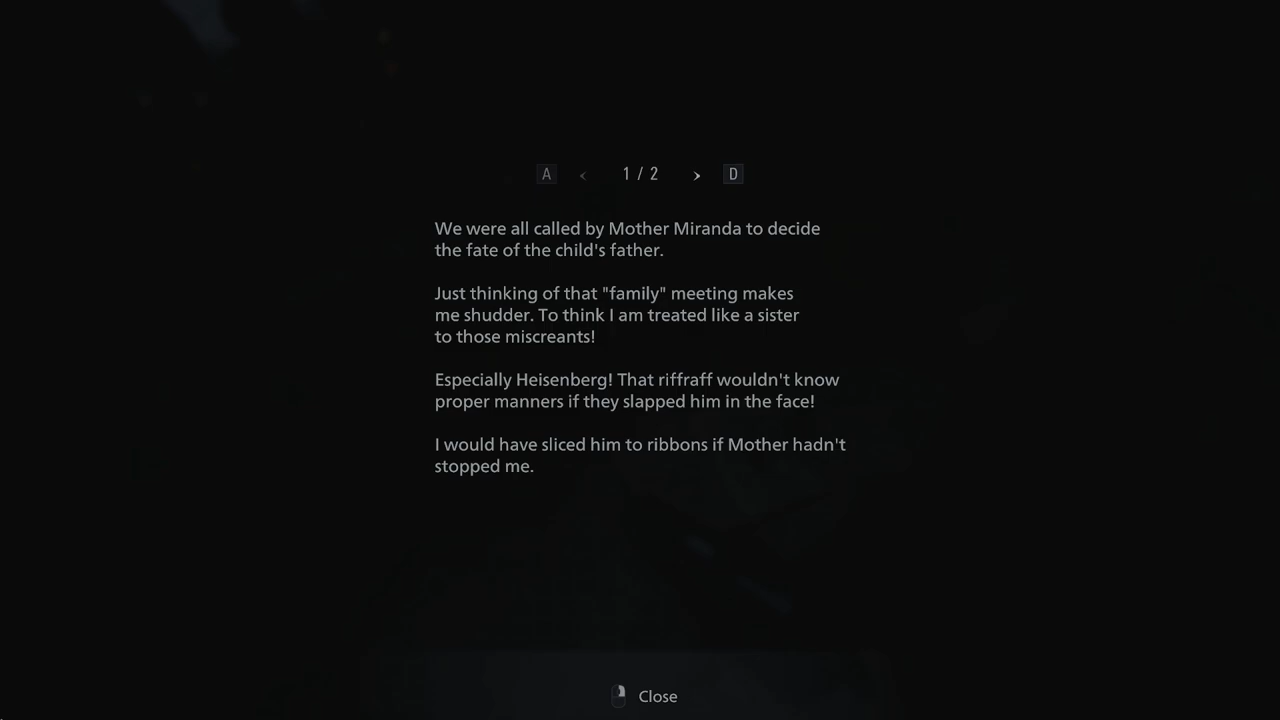 A < 1 / 2 > D
We were all called by Mother Miranda to decide
the fate of the child's father.
Just thinking of that "family" meeting makes
me shudder. To think I am treated like a sister
to those miscreants!
Especially Heisenberg! That riffraff wouldn't know
proper manners if they slapped him in the face!
I would have sliced him to ribbons if Mother hadn't
stopped me.
Close